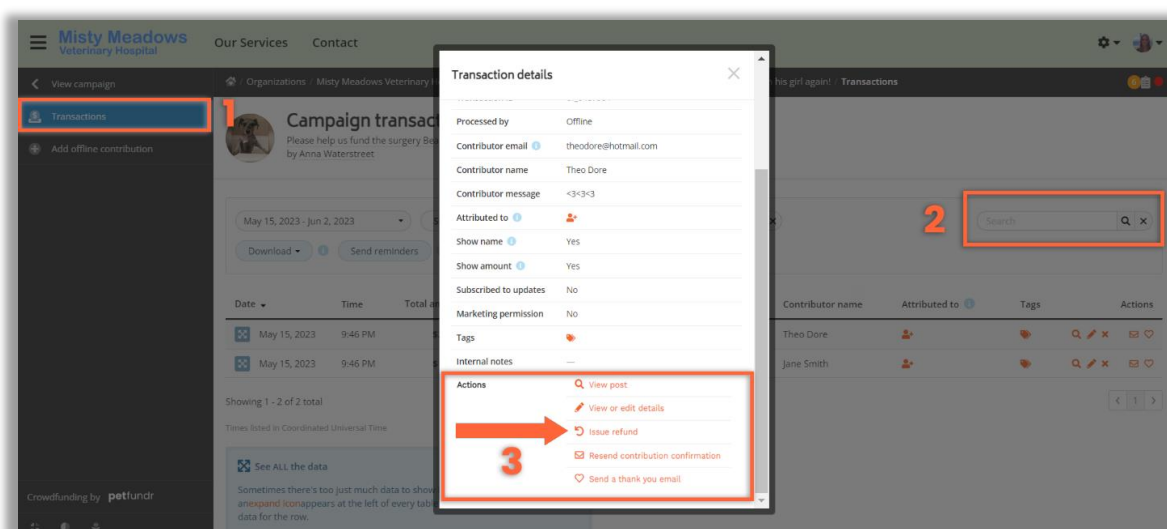 Misty Meadows
Veterinary Hospital
Our Services Contact
View campaign
Organizations / Misty Meadows Veterinary
his girl again! / Transactions
6
Transactions
Add offline contribution
1
Campaign transact
Please help us fund the surgery
by Anna Waterstreet
May 15, 2023 - Jun 2, 2023
Download
Send reminders
2
Search
Date Time Total
Contributor name Attributed to Tags Actions
May 15, 2023 9:46 PM $
Theo Dore
May 15, 2023 9:46 PM $
Jane Smith
Showing 1 - 2 of 2 total
< 1 >
Times listed in Coordinated Universal Time
See ALL the data
Sometimes there's too just much data to show
an expand icon appears at the left of every table
data for the row.
Crowdfunding by petfundr
Transaction details
Processed by Offline
Contributor email theodore@hotmail.com
Contributor name Theo Dore
Contributor message <3<3<3
Attributed to
Show name Yes
Show amount Yes
Subscribed to updates No
Marketing permission No
Tags
Internal notes —
Actions View post
View or edit details
Issue refund
3
Resend contribution confirmation
Send a thank you email